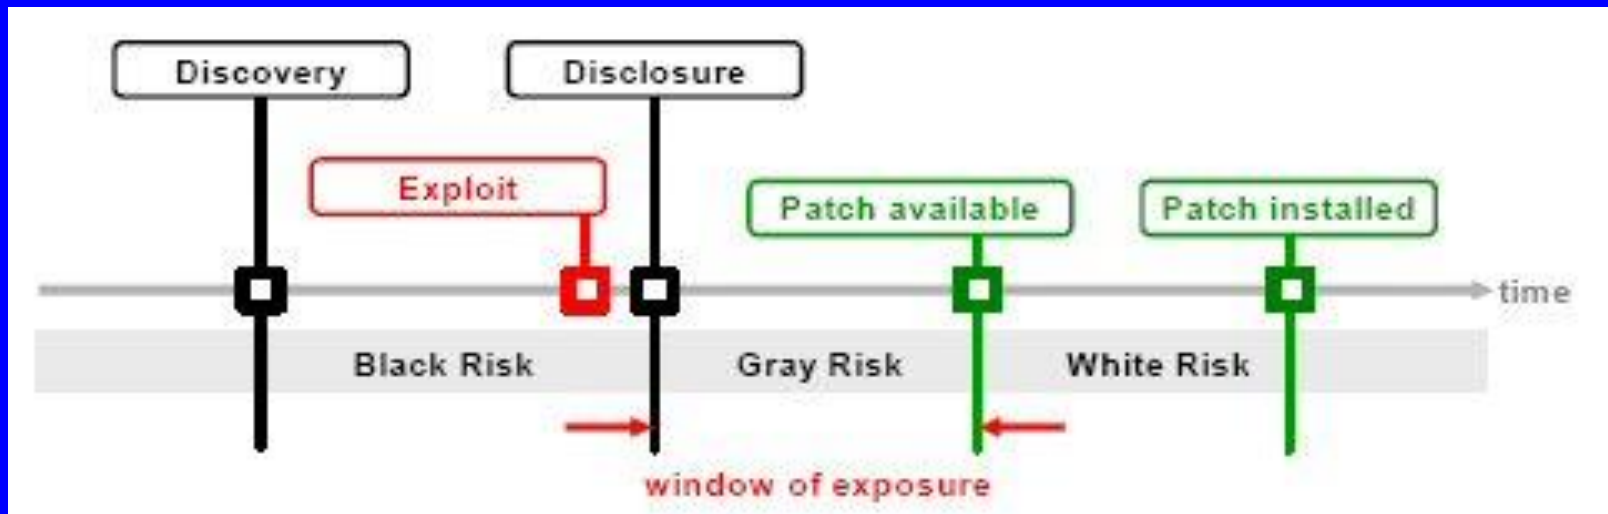 Discovery
Disclosure
Exploit
Patch available
Patch installed
time
Black Risk
Gray Risk
White Risk
window of exposure